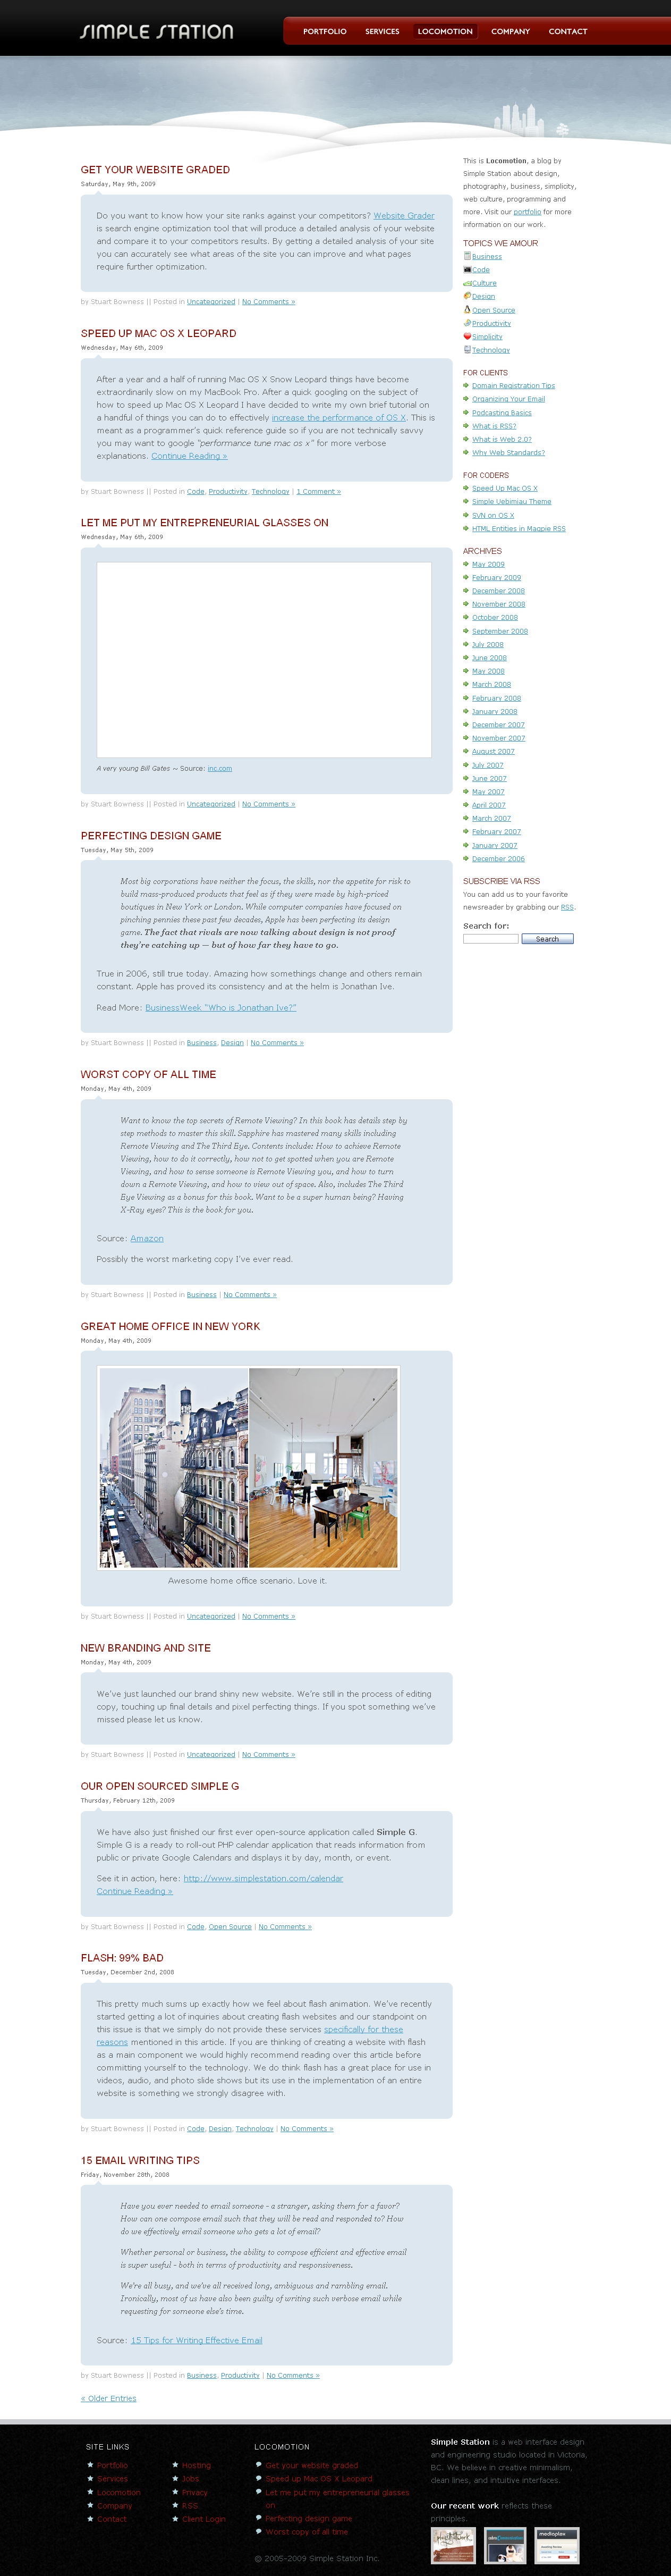 SIMPLE STATION
PORTFOLIO SERVICES LOCOMOTION COMPANY CONTACT
GET YOUR WEBSITE GRADED
Saturday, May 9th, 2009
Do you want to know how your site ranks against your competitors? Website Grader
is search engine optimization tool that will produce a detailed analysis of your website
and compare it to your competitors results. By getting a detailed analysis of your site
you can accurately see what areas of your site can be improved and what steps
require further optimization.
by Stuart Bowness || Posted in Uncategorized | No Comments »
SPEED UP MAC OS X LEOPARD
Wednesday, May 6th, 2009
After a year and a half of running Mac OS X Snow Leopard things have become
extraordinarily slow on my MacBook Pro. After a quick googling on the subject of
how to speed up Mac OS X Leopard I have decided to write my own brief tutorial on
a handful of things you can do to effectively increase the performance of OS X. This is
meant as a programmer's quick reference guide so if you are not technically savvy
you may want to google "performance tune mac os x" for more verbose
explanations. Continue Reading »
by Stuart Bowness || Posted in Code, Productivity, Technology | 1 Comment »
LET ME PUT MY ENTREPRENEURIAL GLASSES ON
Wednesday, May 6th, 2009
A very young Bill Gates ~ Source: inc.com
by Stuart Bowness || Posted in Uncategorized | No Comments »
PERFECTING DESIGN GAME
Tuesday, May 5th, 2009
Most big corporations have neither the focus, the skills, nor the appetite for risk to
build mass-produced products that feel as if they were made by high-priced
boutiques in New York or London. While computer companies have focused on
pinching pennies these past few decades, Apple has been perfecting its design
game. The fact that rivals are now talking about design is not proof
they're catching up — but of how far they have to go.
True in 2006, still true today. Amazing how somethings change and others remain
constant. Apple has proved its consistency and at the helm is Jonathan Ive.
Read More: BusinessWeek "Who is Jonathan Ive?"
by Stuart Bowness || Posted in Business, Design | No Comments »
WORST COPY OF ALL TIME
Monday, May 4th, 2009
Want to know the top secrets of Remote Viewing? In this book has details step by
step methods to master this skill. Sapphire has mastered many skills including
Remote Viewing and The Third Eye. Contents include: How to achieve Remote
Viewing, how to do it correctly, how not to get spotted when you are Remote
Viewing, and how to sense someone is Remote Viewing you, and how to turn
down a Remote Viewing, and how to view out of space. Also, includes The Third
Eye Viewing as a bonus for this book. Want to be a super human being? Having
X-Ray eyes? This is the book for you.
Source: Amazon
Possibly the worst marketing copy I've ever read.
by Stuart Bowness || Posted in Business | No Comments »
GREAT HOME OFFICE IN NEW YORK
Monday, May 4th, 2009
Awesome home office scenario. Love it.
by Stuart Bowness || Posted in Uncategorized | No Comments »
NEW BRANDING AND SITE
Monday, May 4th, 2009
We've just launched our brand shiny new website. We're still in the process of editing
copy, touching up final details and pixel perfecting things. If you spot something we've
missed please let us know.
by Stuart Bowness || Posted in Uncategorized | No Comments »
OUR OPEN SOURCED SIMPLE G
Thursday, February 12th, 2009
We have also just finished our first ever open-source application called Simple G.
Simple G is a ready to roll-out PHP calendar application that reads information from
public or private Google Calendars and displays it by day, month, or event.
See it in action, here: http://www.simplestation.com/calendar
Continue Reading »
by Stuart Bowness || Posted in Code, Open Source | No Comments »
FLASH: 99% BAD
Tuesday, December 2nd, 2008
This pretty much sums up exactly how we feel about flash animation. We've recently
started getting a lot of inquiries about creating flash websites and our standpoint on
this issue is that we simply do not provide these services specifically for these
reasons mentioned in this article. If you are thinking of creating a website with flash
as a main component we would highly recommend reading over this article before
committing yourself to the technology. We do think flash has a great place for use in
videos, audio, and photo slide shows but its use in the implementation of an entire
website is something we strongly disagree with.
by Stuart Bowness || Posted in Code, Design, Technology | No Comments »
15 EMAIL WRITING TIPS
Friday, November 28th, 2008
Have you ever needed to email someone - a stranger, asking them for a favor?
How can one compose email such that they will be read and responded to? How
do we effectively email someone who gets a lot of email?
Whether personal or business, the ability to compose efficient and effective email
is super useful - both in terms of productivity and responsiveness.
We're all busy, and we've all received long, ambiguous and rambling email.
Ironically, most of us have also been guilty of writing such verbose email while
requesting for someone else's time.
Source: 15 Tips for Writing Effective Email
by Stuart Bowness || Posted in Business, Productivity | No Comments »
« Older Entries
This is Locomotion, a blog by
Simple Station about design,
photography, business, simplicity,
web culture, programming and
more. Visit our portfolio for more
information on our work.
TOPICS WE AMOUR
Business
Code
Culture
Design
Open Source
Productivity
Simplicity
Technology
FOR CLIENTS
Domain Registration Tips
Organizing Your Email
Podcasting Basics
What is RSS?
What is Web 2.0?
Why Web Standards?
FOR CODERS
Speed Up Mac OS X
Simple Uebimiau Theme
SVN on OS X
HTML Entities in Magpie RSS
ARCHIVES
May 2009
February 2009
December 2008
November 2008
October 2008
September 2008
July 2008
June 2008
May 2008
March 2008
February 2008
January 2008
December 2007
November 2007
August 2007
July 2007
June 2007
May 2007
April 2007
March 2007
February 2007
January 2007
December 2006
SUBSCRIBE VIA RSS
You can add us to your favorite
newsreader by grabbing our RSS.
Search for:
Search
SITE LINKS
Portfolio
Services
Locomotion
Company
Contact
Hosting
Jobs
Privacy
RSS
Client Login
LOCOMOTION
Get your website graded
Speed up Mac OS X Leopard
Let me put my entrepreneurial glasses
on
Perfecting design game
Worst copy of all time
© 2005-2009 Simple Station Inc.
Simple Station is a web interface design
and engineering studio located in Victoria,
BC. We believe in creative minimalism,
clean lines, and intuitive interfaces.
Our recent work reflects these
principles.
mediaplay